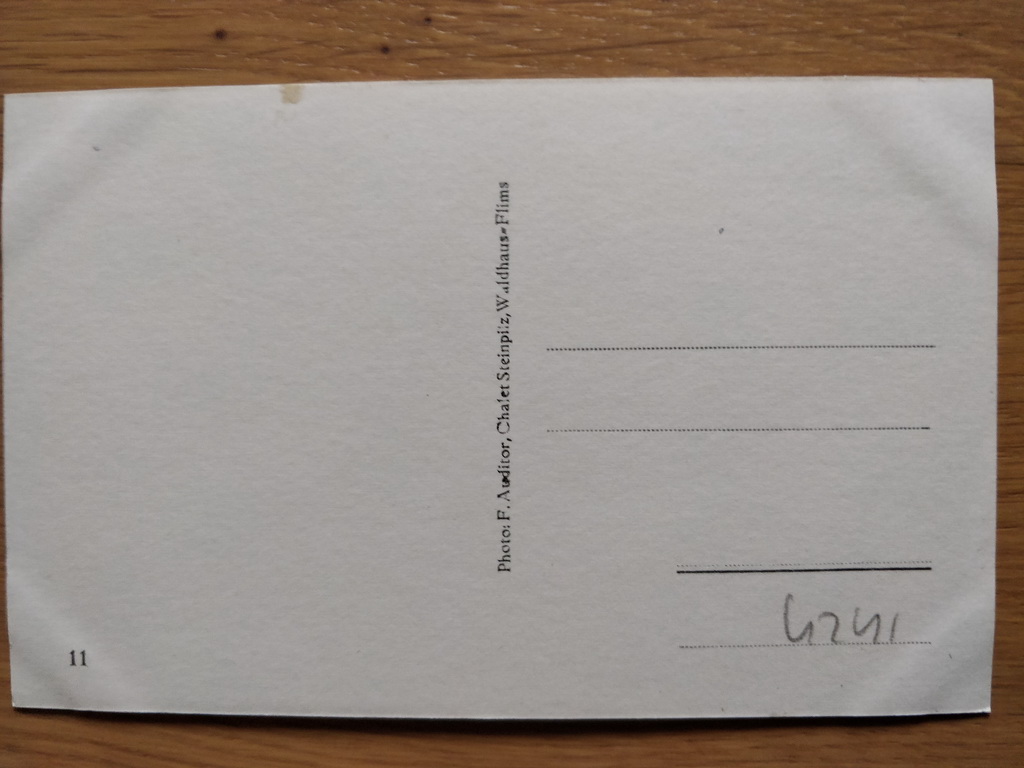 Photo: F. Auditor, Chalet Steinpilz, Waldhaus-Flims
11